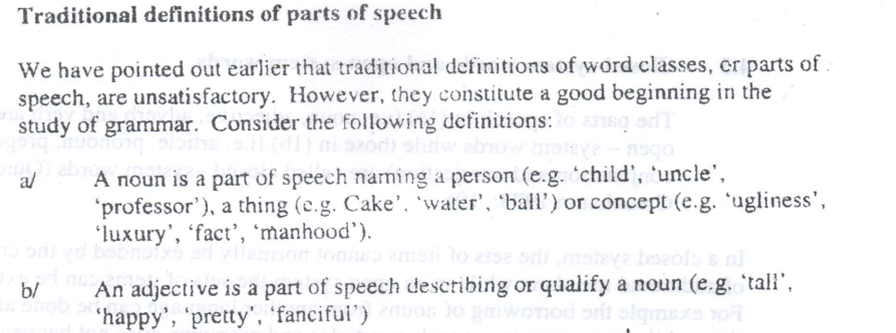 Traditional definitions of parts of speech
We have pointed out earlier that traditional definitions of word classes, or parts of
speech, are unsatisfactory. However, they constitute a good beginning in the
study of grammar. Consider the following definitions:
a/ A noun is a part of speech naming a person (e.g. 'child', 'uncle',
'professor'), a thing (e.g. Cake', 'water', 'ball') or concept (e.g. 'ugliness',
'luxury', 'fact', 'manhood').
b/ An adjective is a part of speech describing or qualify a noun (e.g. 'tall',
'happy', 'pretty', 'fanciful')